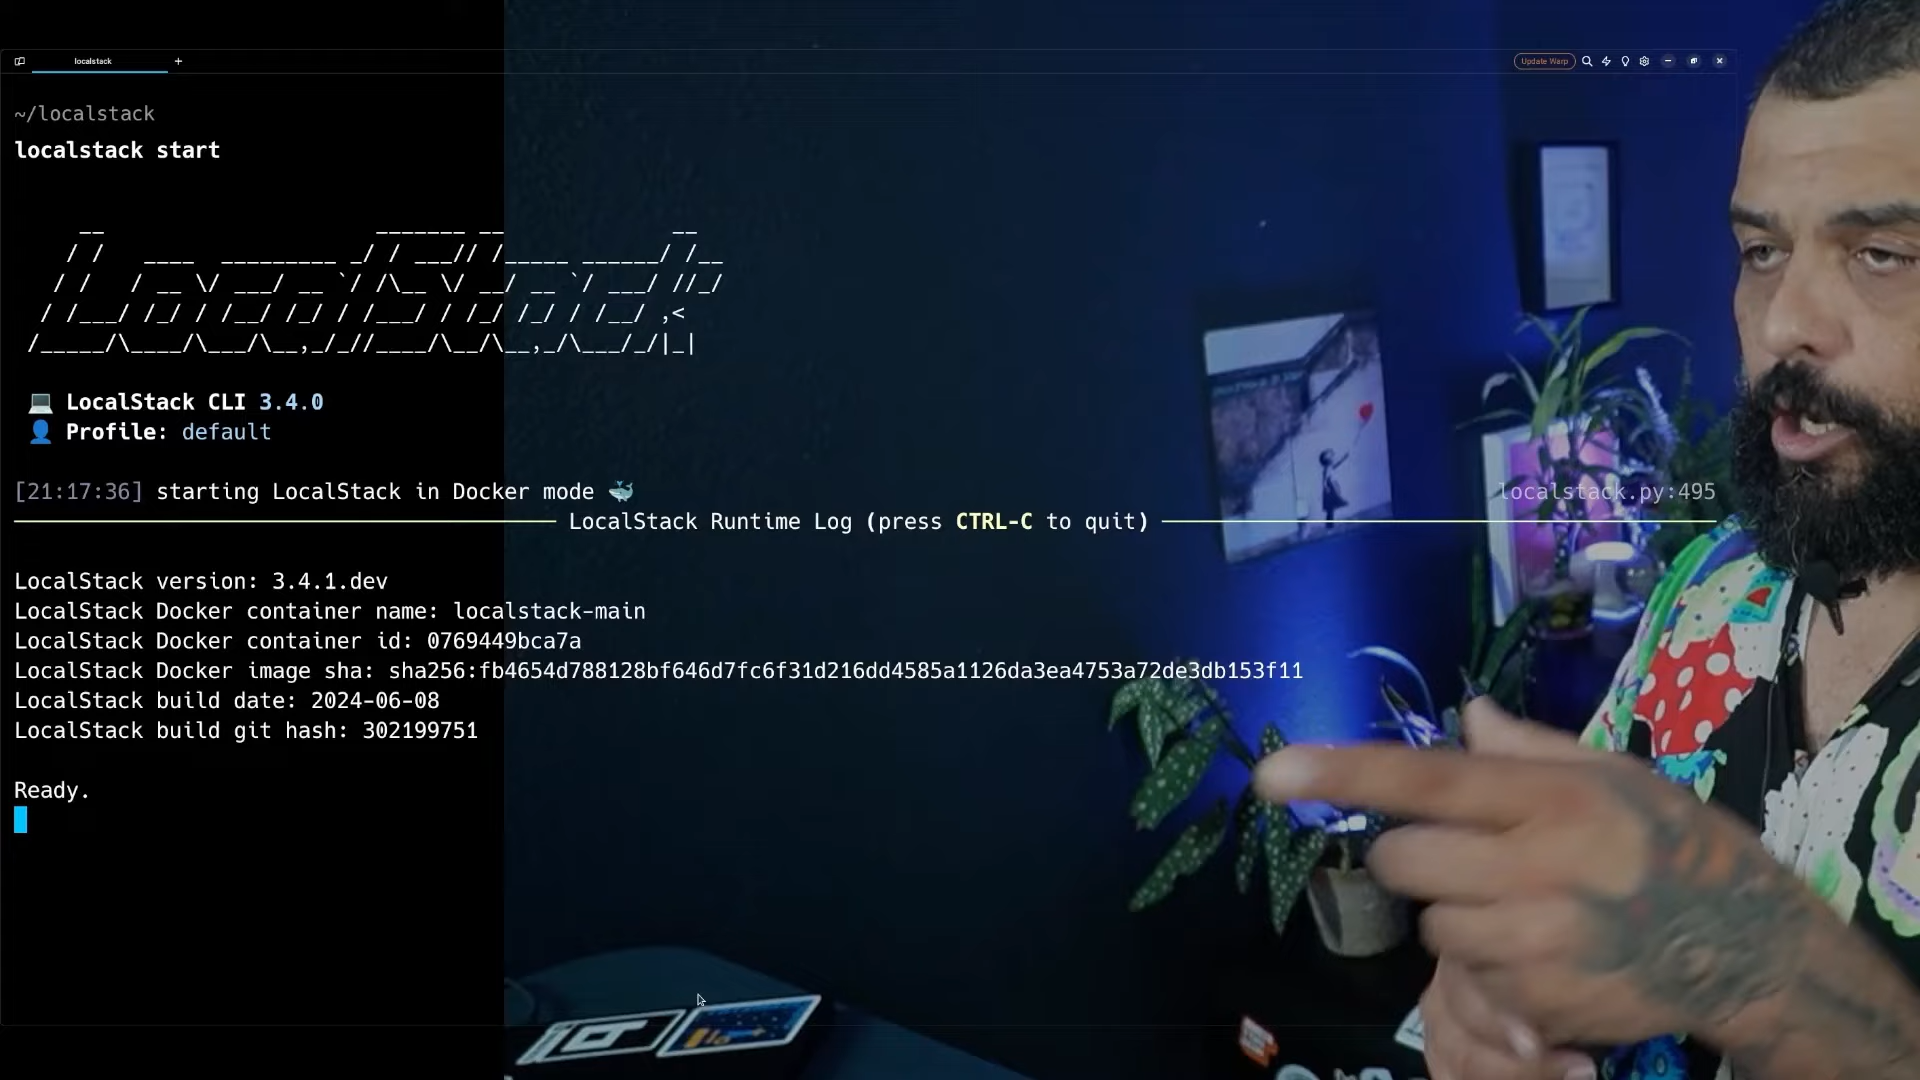 localstack +
Update Warp
~/localstack
localstack start
LocalStack
💻 LocalStack CLI 3.4.0
👤 Profile: default
[21:17:36] starting LocalStack in Docker mode 🐳 localstack.py:495
LocalStack Runtime Log (press CTRL-C to quit)
LocalStack version: 3.4.1.dev
LocalStack Docker container name: localstack-main
LocalStack Docker container id: 0769449bca7a
LocalStack Docker image sha: sha256:fb4654d788128bf646d7fc6f31d216dd4585a1126da3ea4753a72de3db153f11
LocalStack build date: 2024-06-08
LocalStack build git hash: 302199751
Ready.